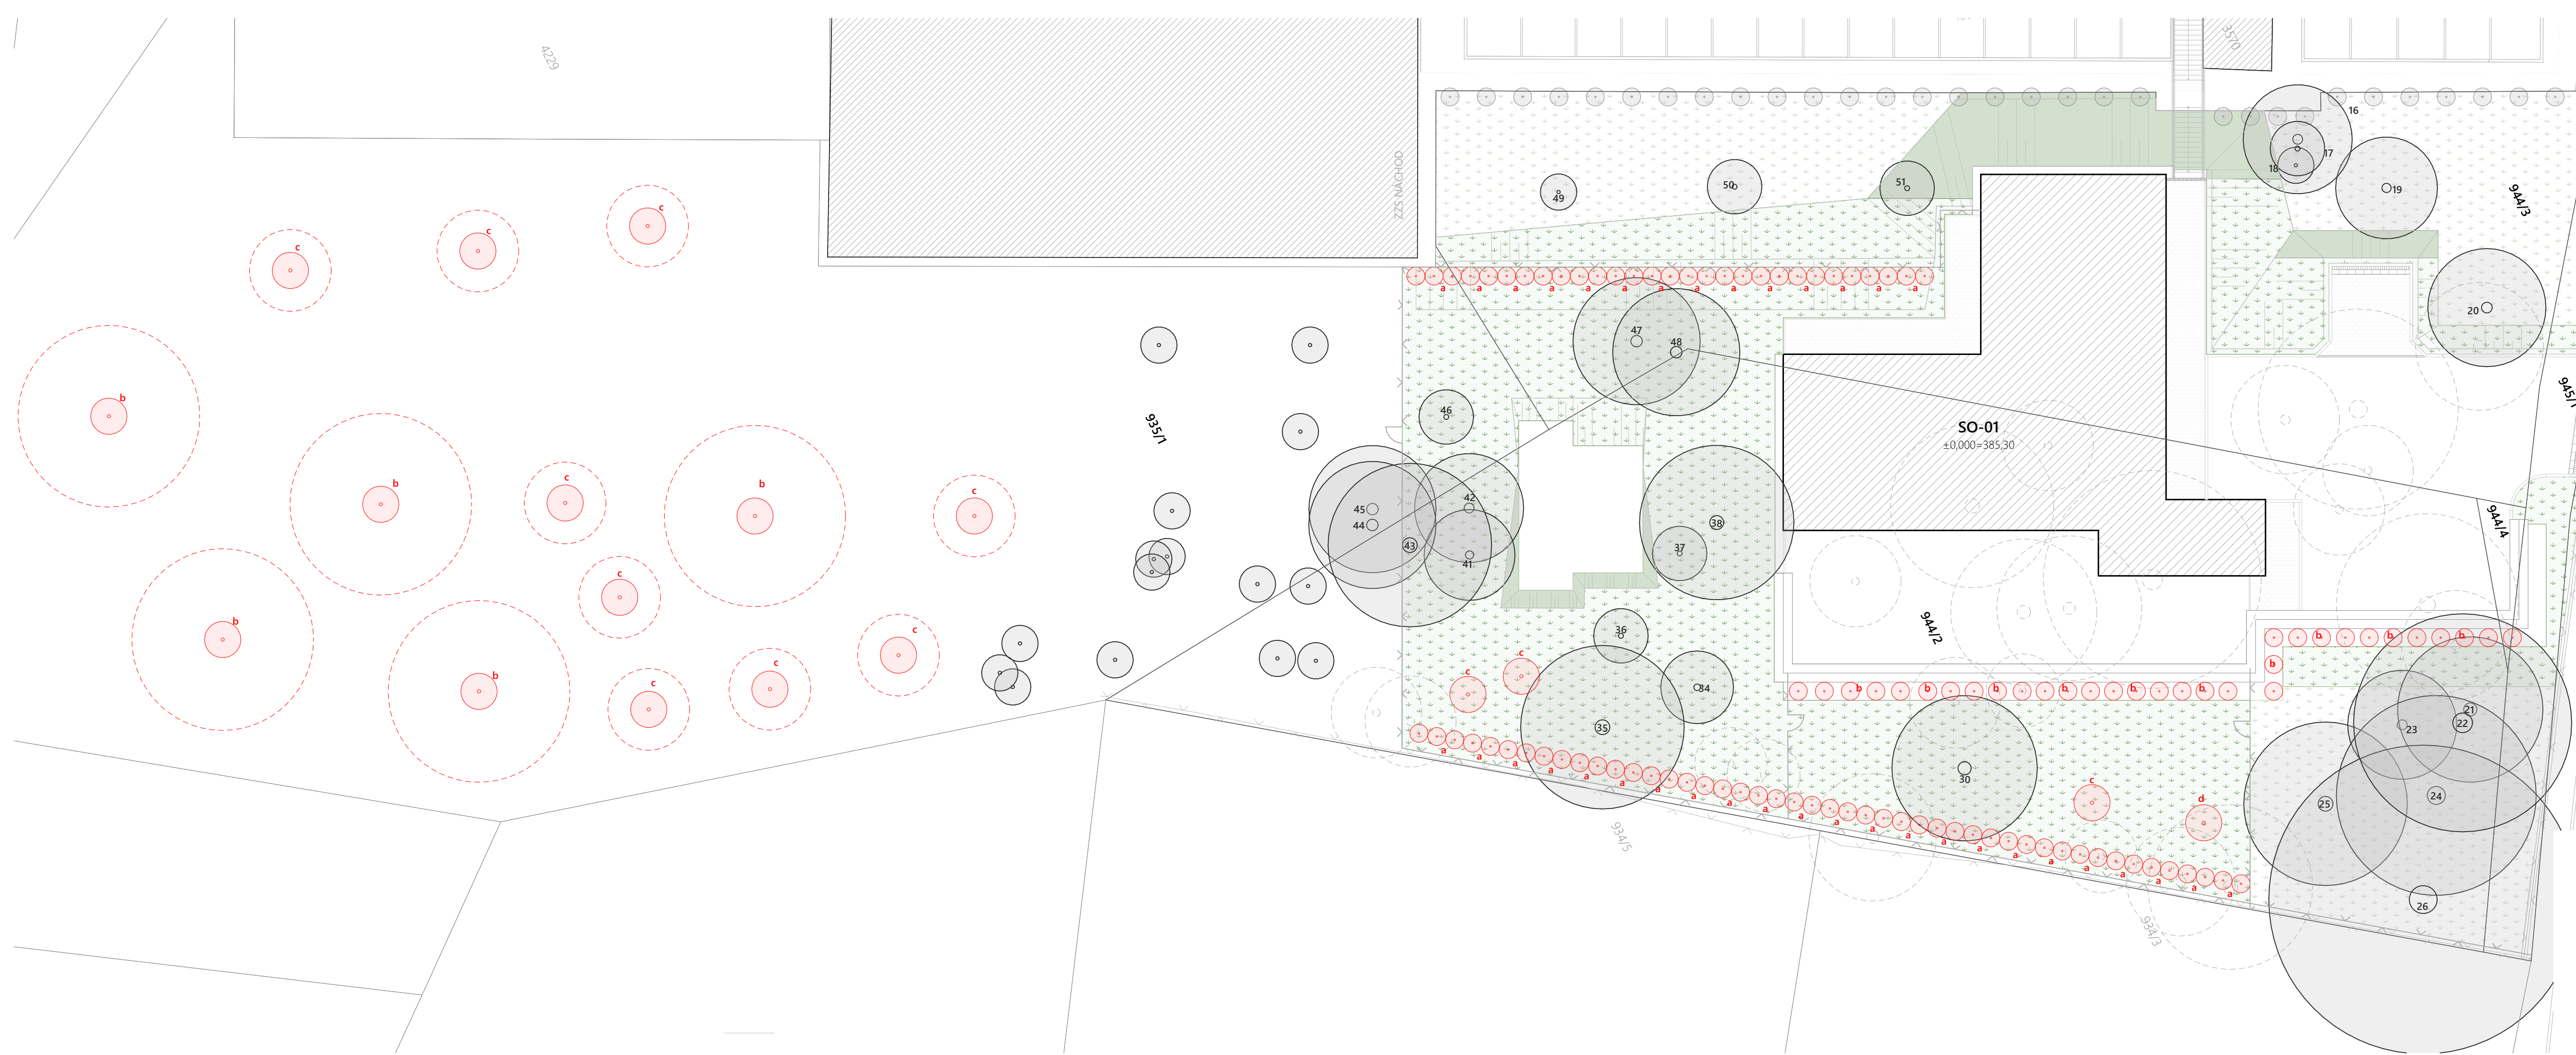 4229
3570
16
17
18
19
ZZS NÁCHOD
49
50
51
944/3
c
c
c
a a a a a a a a a a a a a a
20
47
48
b
46
935/1
SO-01
±0,000=385,30
945/1
b
c
b
c
45
44
42
43
41
38
37
944/4
c
b
944/2
36
c
c
c
b
c
c
34
35
b b b b b b
b b b
b
21
22
23
a a a a a a a a a a a a a a a a a a a a a a a
30
c
d
24
25
26
934/5
934/3